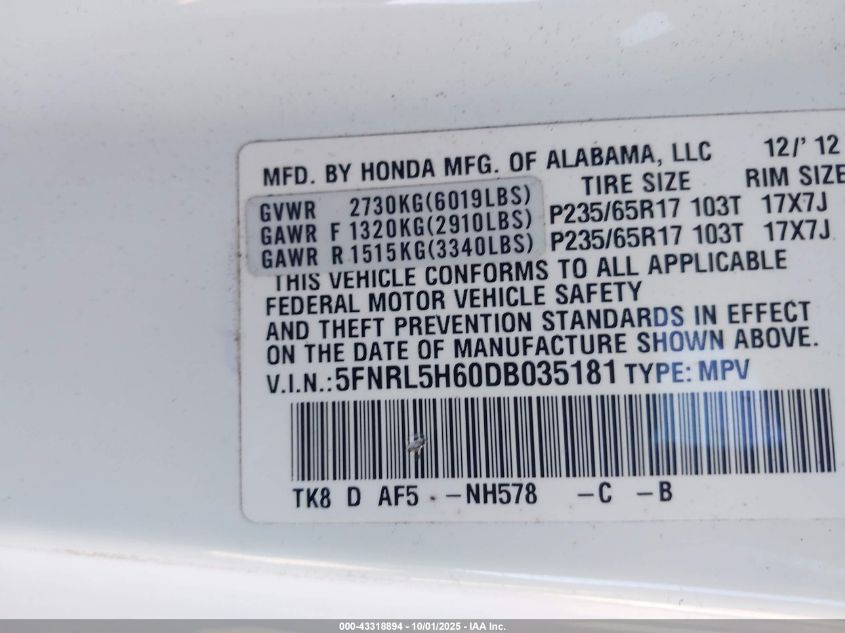 MFD. BY HONDA MFG. OF ALABAMA, LLC 12/' 12
TIRE SIZE RIM SIZE
GVWR 2730KG(6019LBS)
GAWR F 1320KG(2910LBS) P235/65R17 103T 17X7J
GAWR R 1515KG(3340LBS) P235/65R17 103T 17X7J
THIS VEHICLE CONFORMS TO ALL APPLICABLE
FEDERAL MOTOR VEHICLE SAFETY
AND THEFT PREVENTION STANDARDS IN EFFECT
ON THE DATE OF MANUFACTURE SHOWN ABOVE.
V.I.N.:5FNRL5H60DB035181 TYPE: MPV
TK8 D AF5 -NH578 -C -B
000-43318894 - 10/01/2025 - IAA Inc.